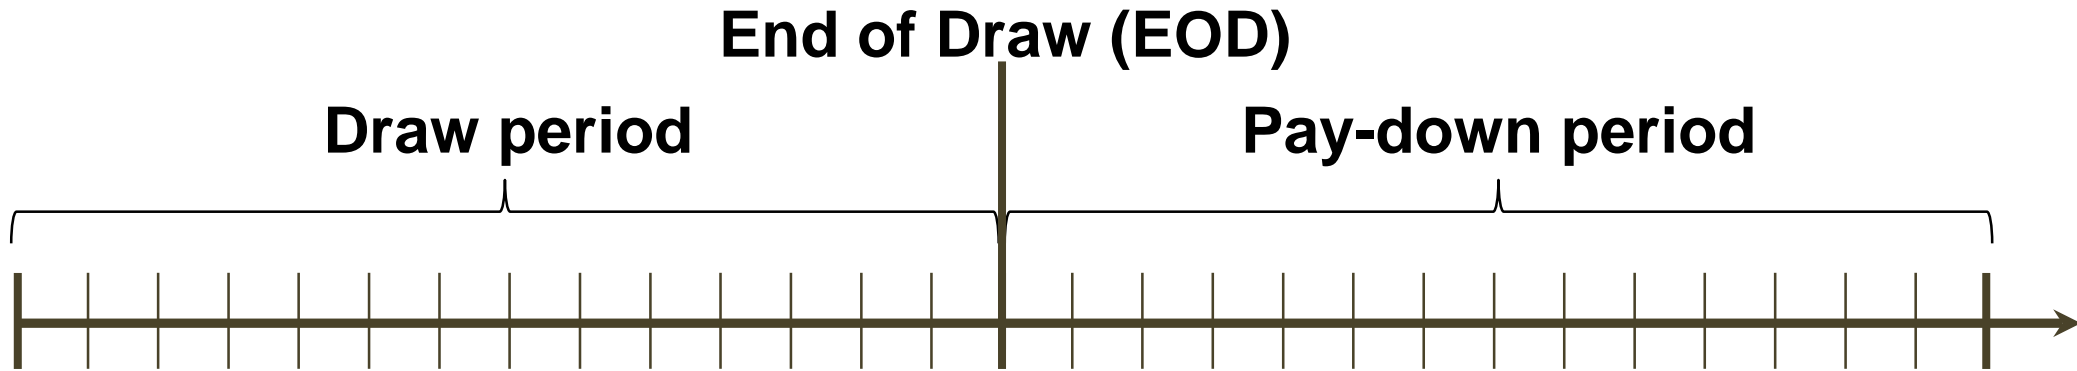 End of Draw (EOD)
Draw period
Pay-down period